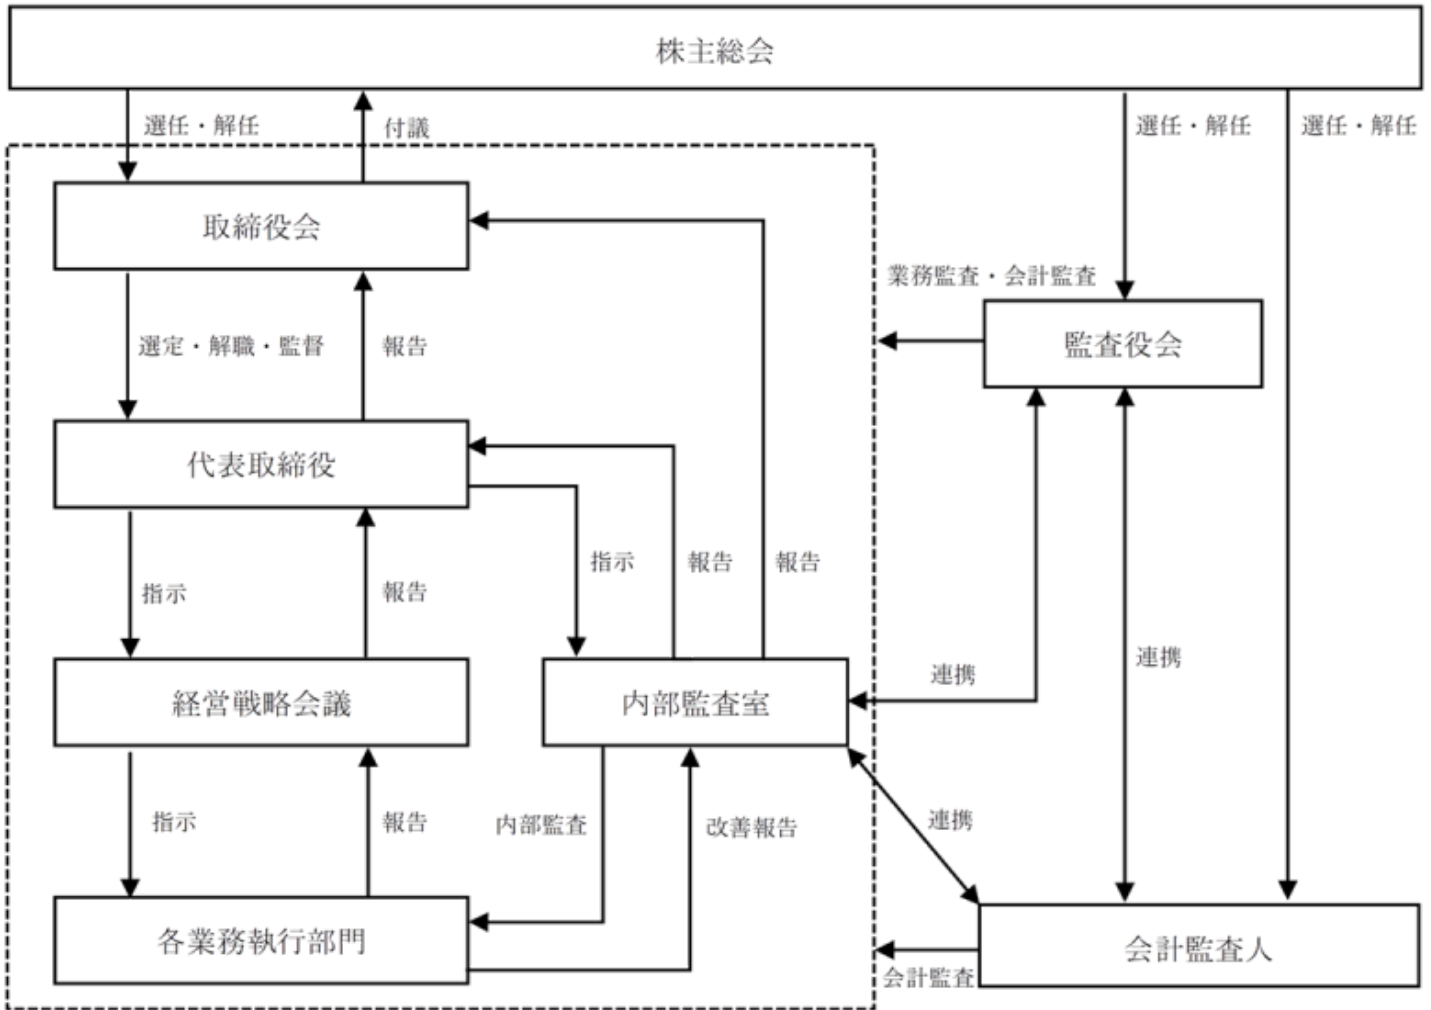 株主総会
選任・解任
付議
選任・解任
選任・解任
取締役会
業務監査・会計監査
監査役会
選定・解職・監督
報告
代表取締役
指示
報告
報告
指示
報告
連携
連携
経営戦略会議
内部監査室
指示
報告
内部監査
改善報告
連携
各業務執行部門
会計監査人
会計監査